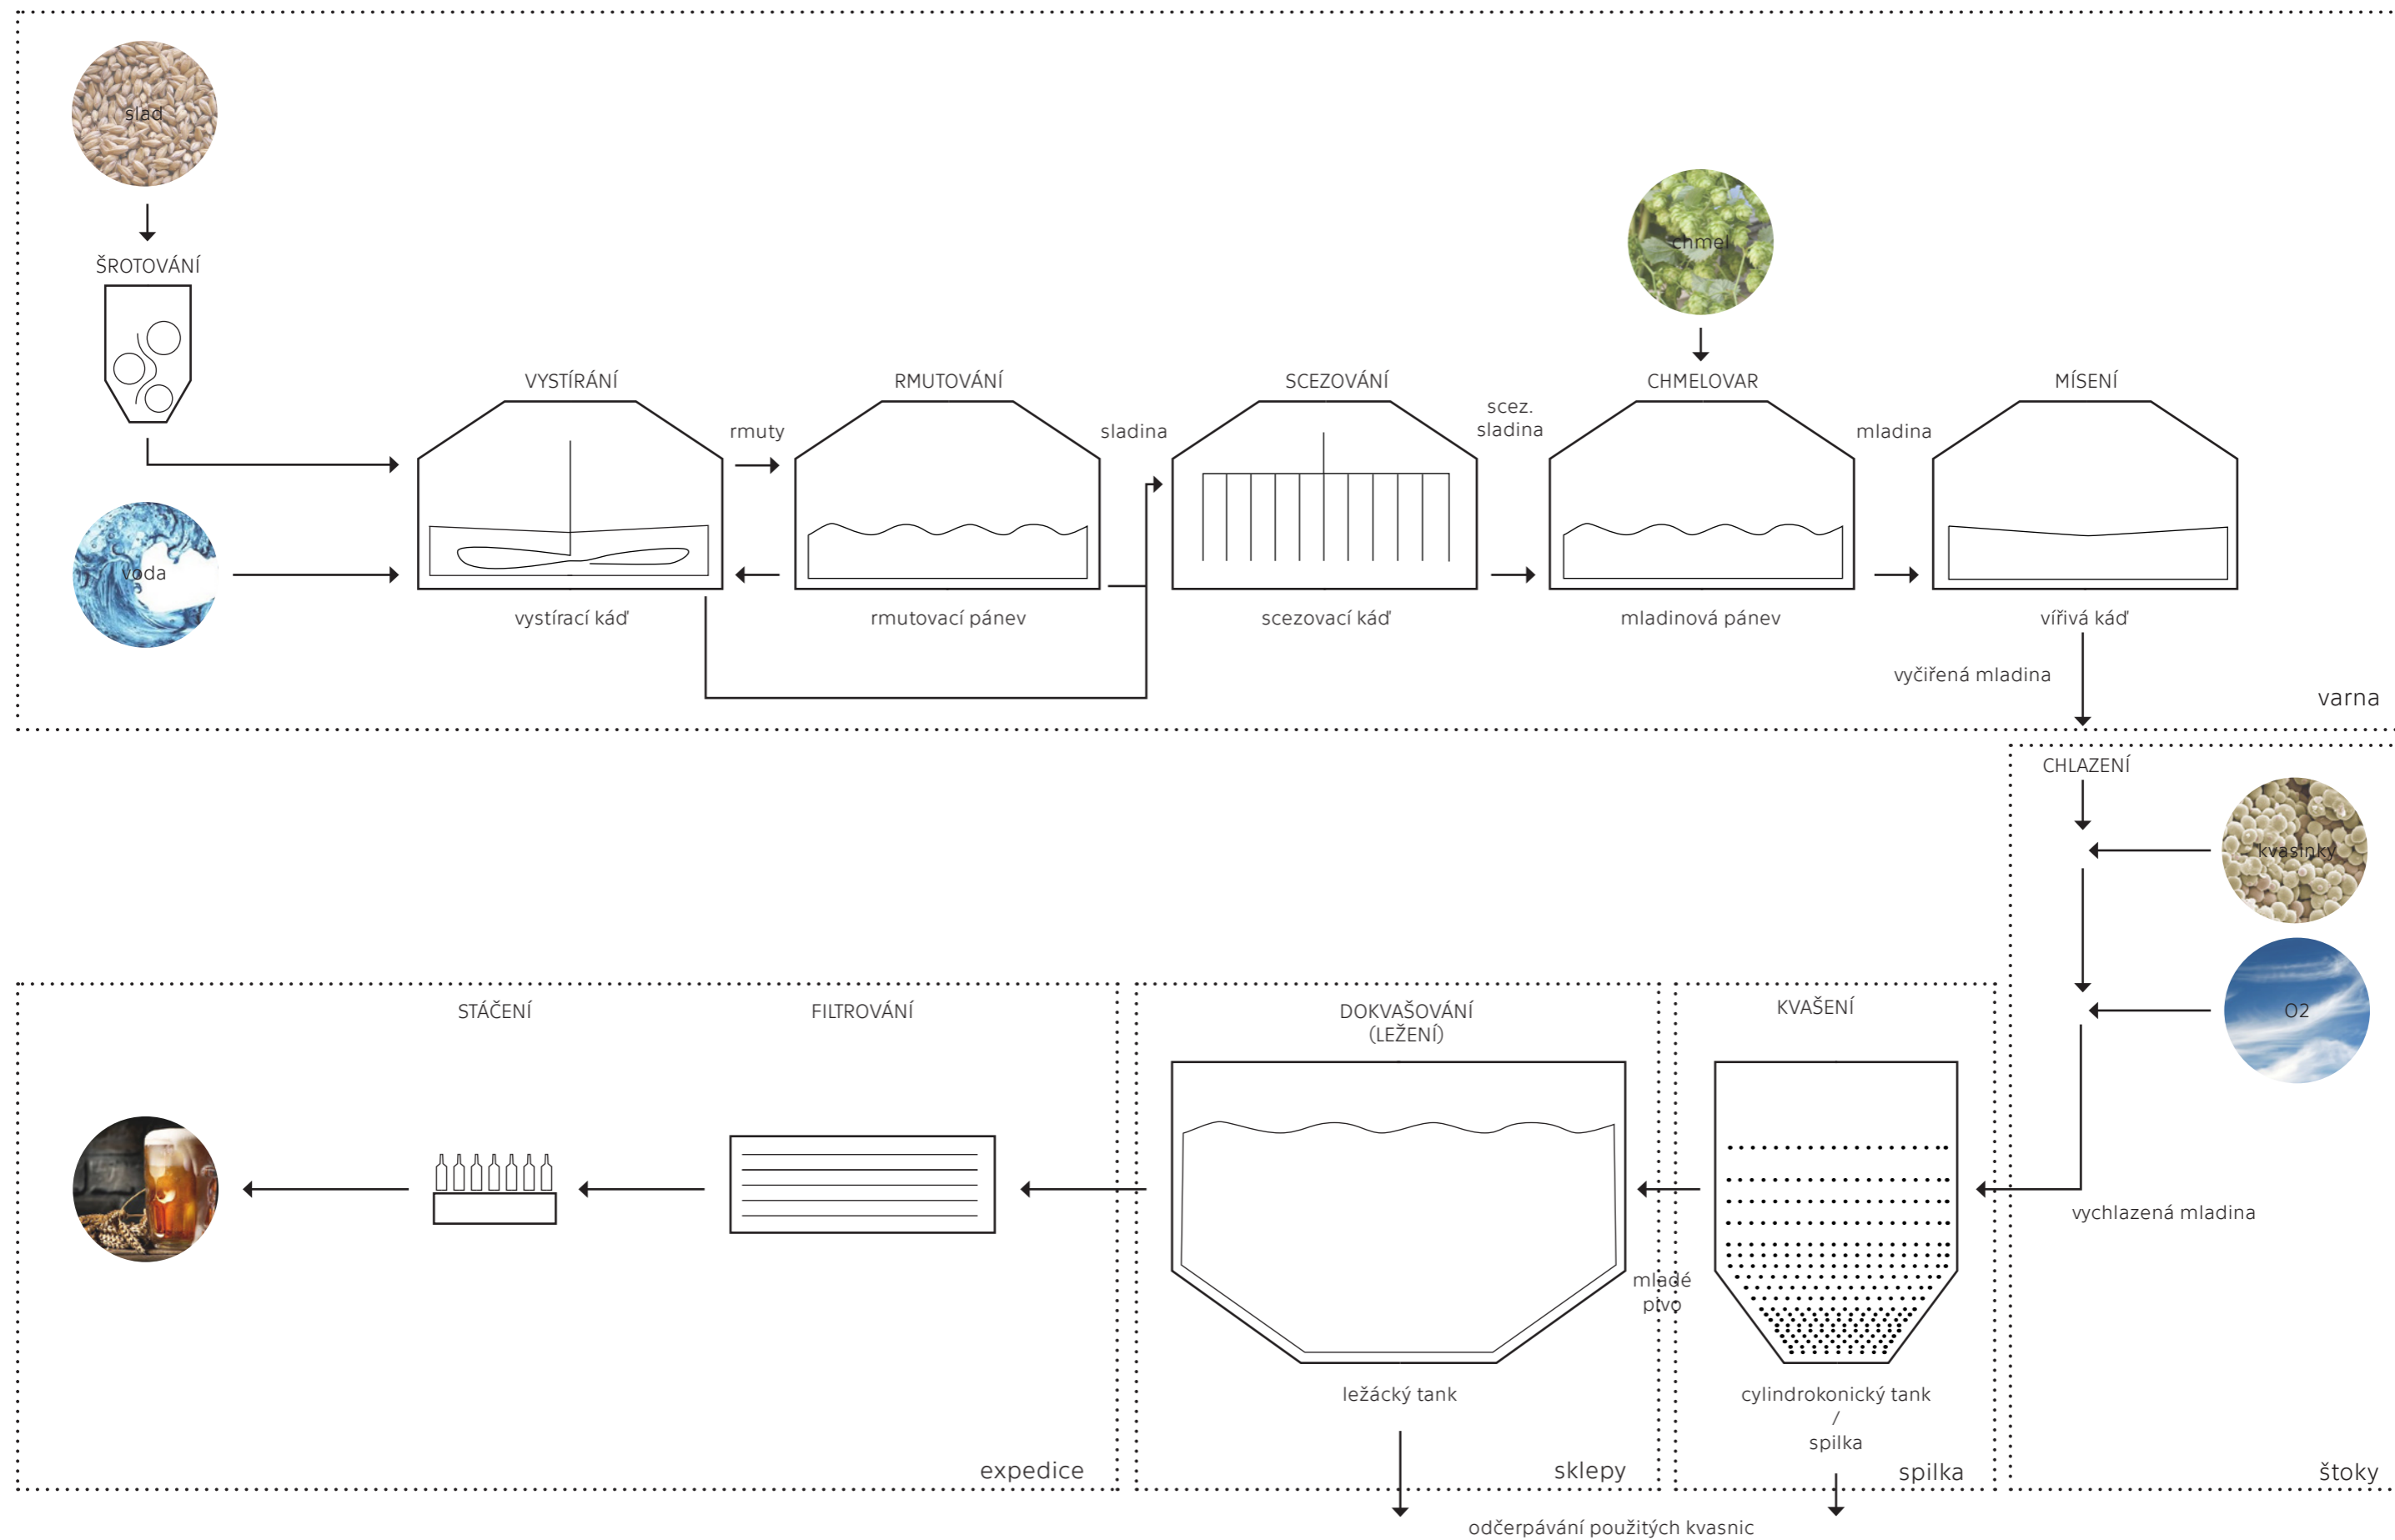 slad
ŠROTOVÁNÍ
chmel
VYSTÍRÁNÍ
RMUTOVÁNÍ
SCEZOVÁNÍ
CHMELOVAR
MÍSENÍ
rmuty
sladina
scez.
sladina
mladina
voda
vystírací káď
rmutovací pánev
scezovací káď
mladinová pánev
vířivá káď
vyčiřená mladina
varna
CHLAZENÍ
kvasinky
O2
STÁČENÍ
FILTROVÁNÍ
DOKVAŠOVÁNÍ
(LEŽENÍ)
KVAŠENÍ
vychlazená mladina
mladé
pivo
ležácký tank
cylindrokonický tank
/
spilka
expedice
sklepy
spilka
štoky
odčerpávání použitých kvasnic